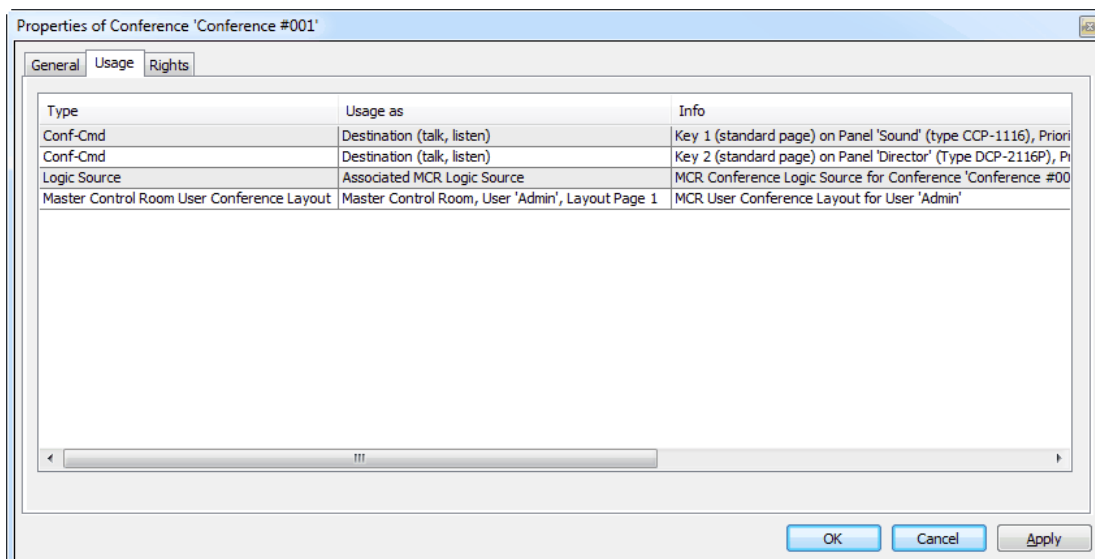 Properties of Conference 'Conference #001'
General Usage Rights
Type Usage as Info
Conf-Cmd Destination (talk, listen) Key 1 (standard page) on Panel 'Sound' (type CCP-1116), Priori
Conf-Cmd Destination (talk, listen) Key 2 (standard page) on Panel 'Director' (Type DCP-2116P), Pr
Logic Source Associated MCR Logic Source MCR Conference Logic Source for Conference 'Conference #00
Master Control Room User Conference Layout Master Control Room, User 'Admin', Layout Page 1 MCR User Conference Layout for User 'Admin'
OK Cancel Apply